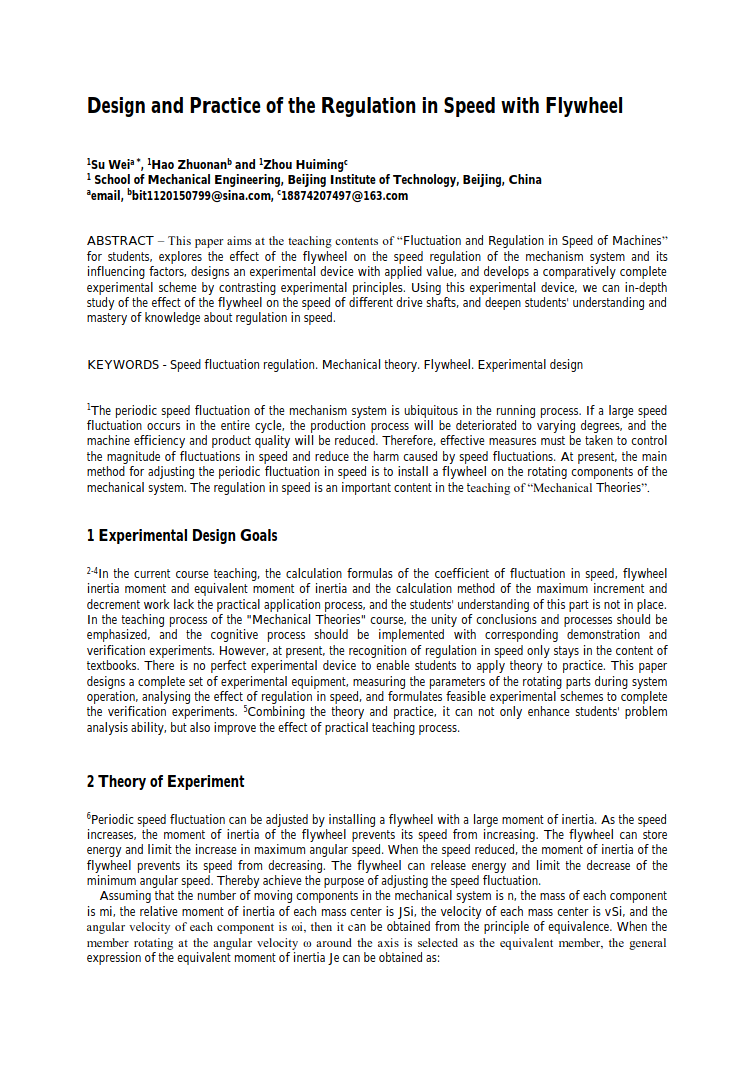 Design and Practice of the Regulation in Speed with Flywheel
¹Su Weiᵃ *, ¹Hao Zhuonanᵇ and ¹Zhou Huimingᶜ
¹ School of Mechanical Engineering, Beijing Institute of Technology, Beijing, China
ᵃemail, ᵇbit1120150799@sina.com, ᶜ18874207497@163.com
ABSTRACT – This paper aims at the teaching contents of “Fluctuation and Regulation in Speed of Machines”
for students, explores the effect of the flywheel on the speed regulation of the mechanism system and its
influencing factors, designs an experimental device with applied value, and develops a comparatively complete
experimental scheme by contrasting experimental principles. Using this experimental device, we can in-depth
study of the effect of the flywheel on the speed of different drive shafts, and deepen students' understanding and
mastery of knowledge about regulation in speed.
KEYWORDS - Speed fluctuation regulation. Mechanical theory. Flywheel. Experimental design
¹The periodic speed fluctuation of the mechanism system is ubiquitous in the running process. If a large speed
fluctuation occurs in the entire cycle, the production process will be deteriorated to varying degrees, and the
machine efficiency and product quality will be reduced. Therefore, effective measures must be taken to control
the magnitude of fluctuations in speed and reduce the harm caused by speed fluctuations. At present, the main
method for adjusting the periodic fluctuation in speed is to install a flywheel on the rotating components of the
mechanical system. The regulation in speed is an important content in the teaching of “Mechanical Theories”.
1 Experimental Design Goals
²⁻⁴In the current course teaching, the calculation formulas of the coefficient of fluctuation in speed, flywheel
inertia moment and equivalent moment of inertia and the calculation method of the maximum increment and
decrement work lack the practical application process, and the students' understanding of this part is not in place.
In the teaching process of the "Mechanical Theories" course, the unity of conclusions and processes should be
emphasized, and the cognitive process should be implemented with corresponding demonstration and
verification experiments. However, at present, the recognition of regulation in speed only stays in the content of
textbooks. There is no perfect experimental device to enable students to apply theory to practice. This paper
designs a complete set of experimental equipment, measuring the parameters of the rotating parts during system
operation, analysing the effect of regulation in speed, and formulates feasible experimental schemes to complete
the verification experiments. ⁵Combining the theory and practice, it can not only enhance students' problem
analysis ability, but also improve the effect of practical teaching process.
2 Theory of Experiment
⁶Periodic speed fluctuation can be adjusted by installing a flywheel with a large moment of inertia. As the speed
increases, the moment of inertia of the flywheel prevents its speed from increasing. The flywheel can store
energy and limit the increase in maximum angular speed. When the speed reduced, the moment of inertia of the
flywheel prevents its speed from decreasing. The flywheel can release energy and limit the decrease of the
minimum angular speed. Thereby achieve the purpose of adjusting the speed fluctuation.
Assuming that the number of moving components in the mechanical system is n, the mass of each component
is mi, the relative moment of inertia of each mass center is JSi, the velocity of each mass center is vSi, and the
angular velocity of each component is ωi, then it can be obtained from the principle of equivalence. When the
member rotating at the angular velocity ω around the axis is selected as the equivalent member, the general
expression of the equivalent moment of inertia Je can be obtained as: